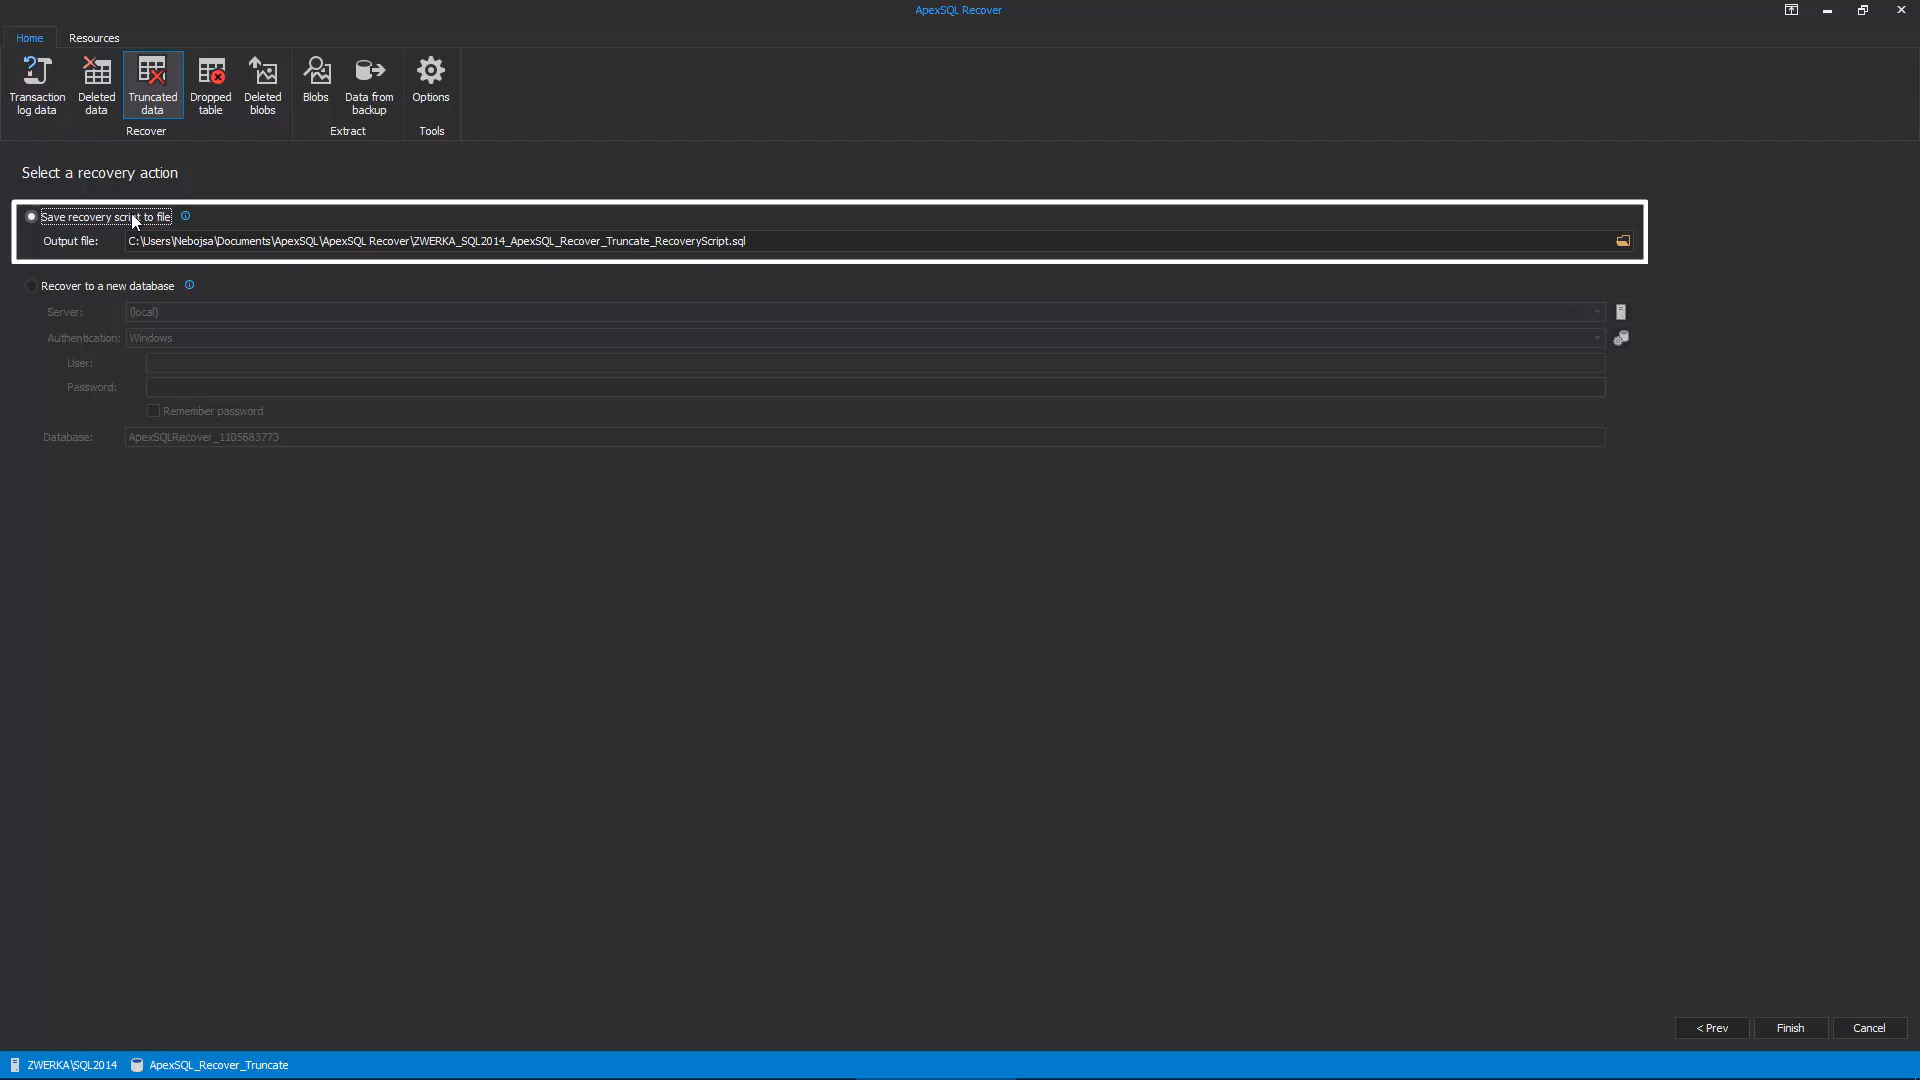 ApexSQL Recover
Home Resources
Transaction log data
Deleted data
Truncated data
Dropped table
Deleted blobs
Blobs
Data from backup
Options
Recover Extract Tools
Select a recovery action
Save recovery script to file
Output file: C:\Users\Nebojsa\Documents\ApexSQL\ApexSQL Recover\ZWERKA_SQL2014_ApexSQL_Recover_Truncate_RecoveryScript.sql
Recover to a new database
Server: (local)
Authentication: Windows
User:
Password:
Remember password
Database: ApexSQLRecover_1105683773
< Prev Finish Cancel
ZWERKA\SQL2014 ApexSQL_Recover_Truncate